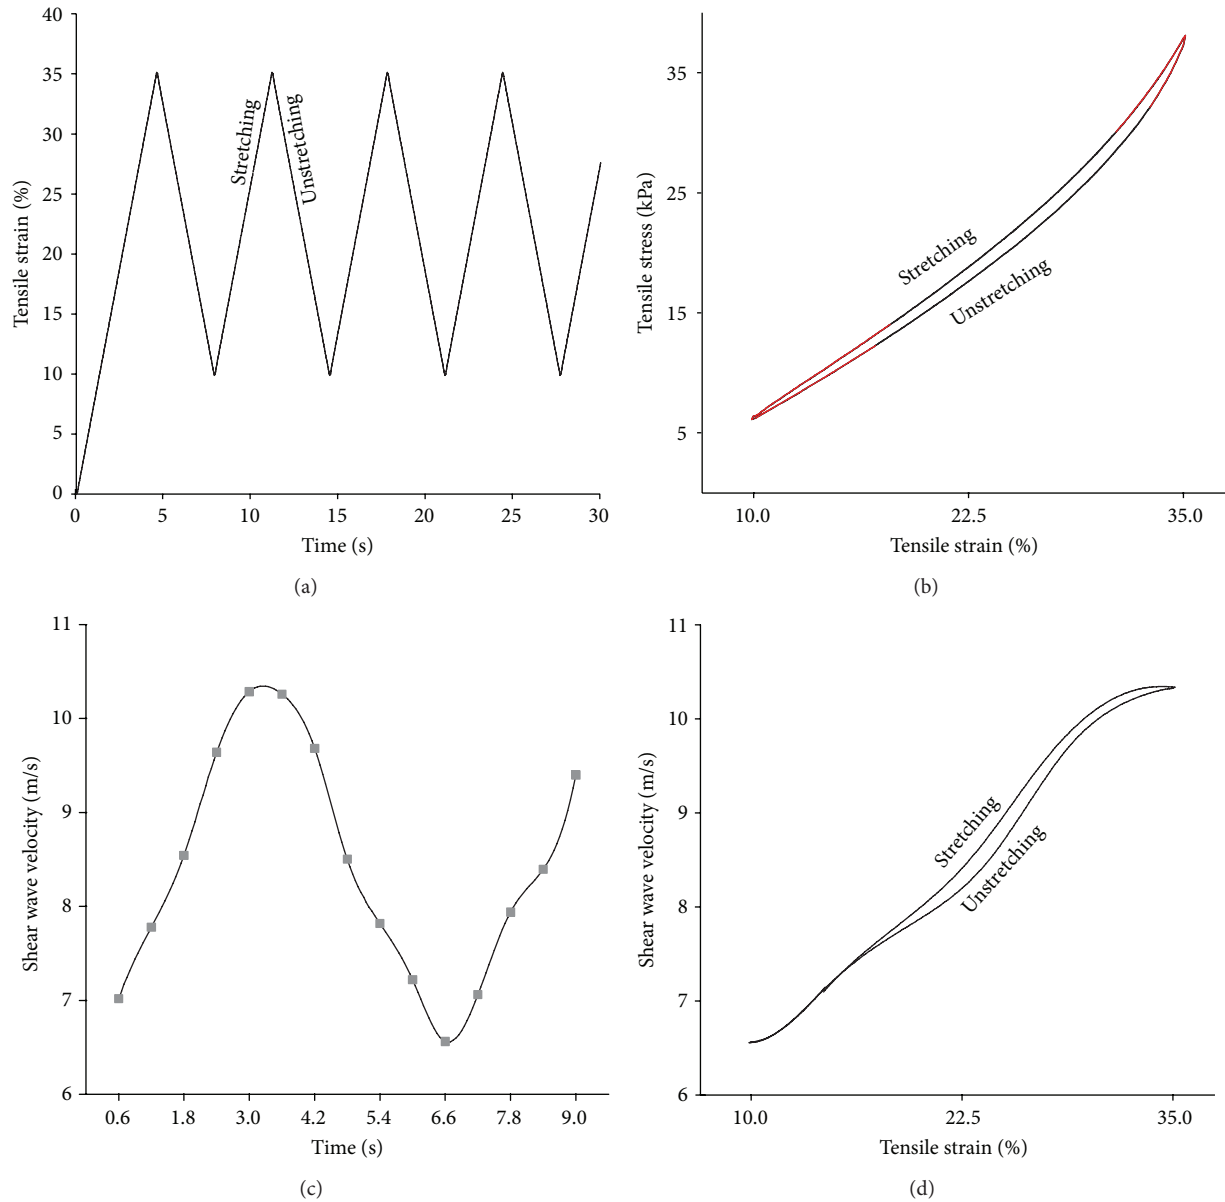 40
35
30
25
20
15
10
5
0
Tensile strain (%)
Stretching
Unstretching
0
5
10
15
20
25
30
Time (s)
(a)
35
25
15
5
Tensile stress (kPa)
Stretching
Unstretching
10.0
22.5
35.0
Tensile strain (%)
(b)
11
10
9
8
7
6
Shear wave velocity (m/s)
0.6
1.8
3.0
4.2
5.4
6.6
7.8
9.0
Time (s)
(c)
11
10
9
8
7
6
Shear wave velocity (m/s)
Stretching
Unstretching
10.0
22.5
35.0
Tensile strain (%)
(d)